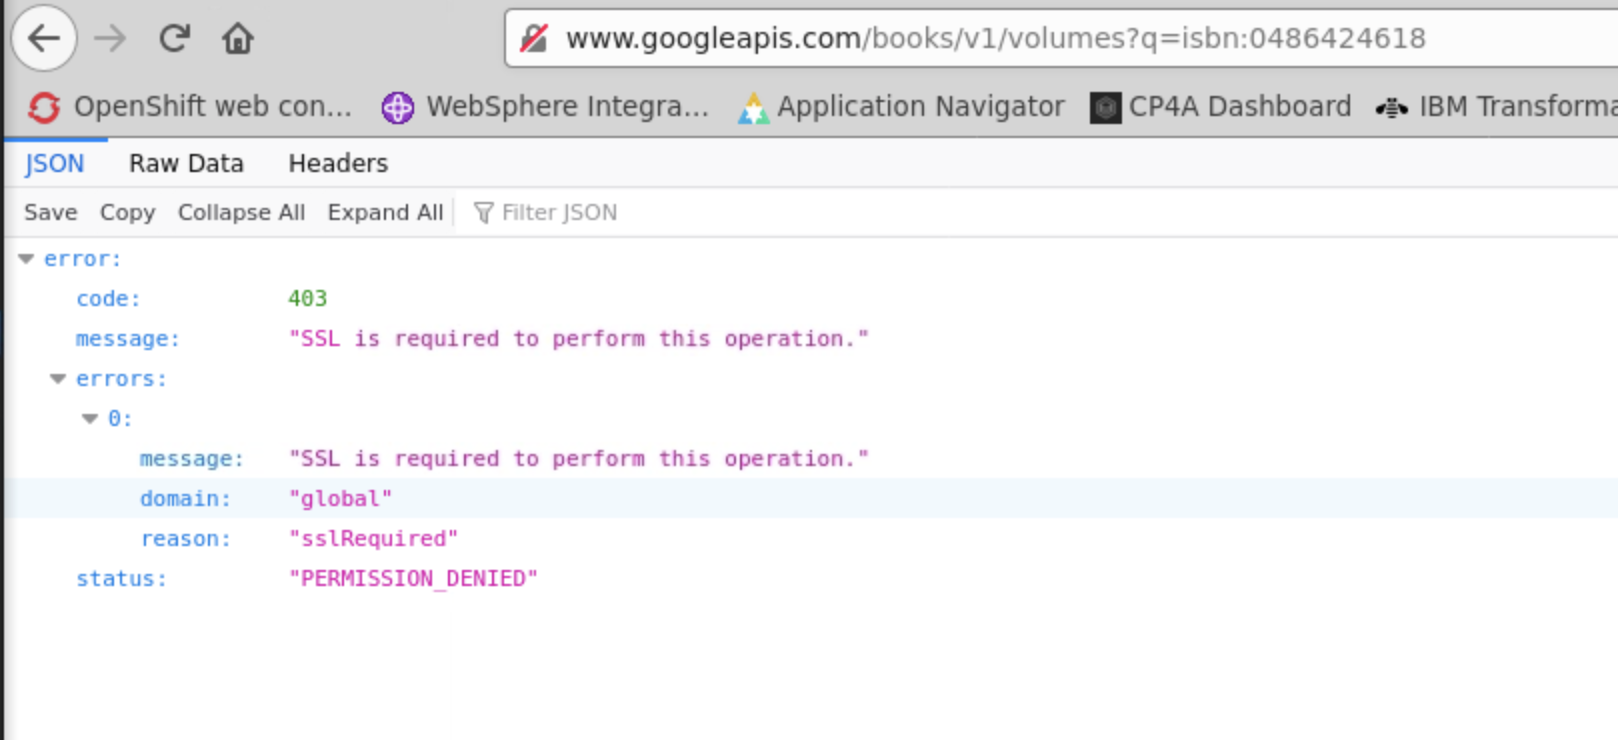 www.googleapis.com/books/v1/volumes?q=isbn:0486424618
OpenShift web con... WebSphere Integra... Application Navigator CP4A Dashboard IBM Transforma
JSON Raw Data Headers
Save Copy Collapse All Expand All Filter JSON
error:
code: 403
message: "SSL is required to perform this operation."
errors:
0:
message: "SSL is required to perform this operation."
domain: "global"
reason: "sslRequired"
status: "PERMISSION_DENIED"